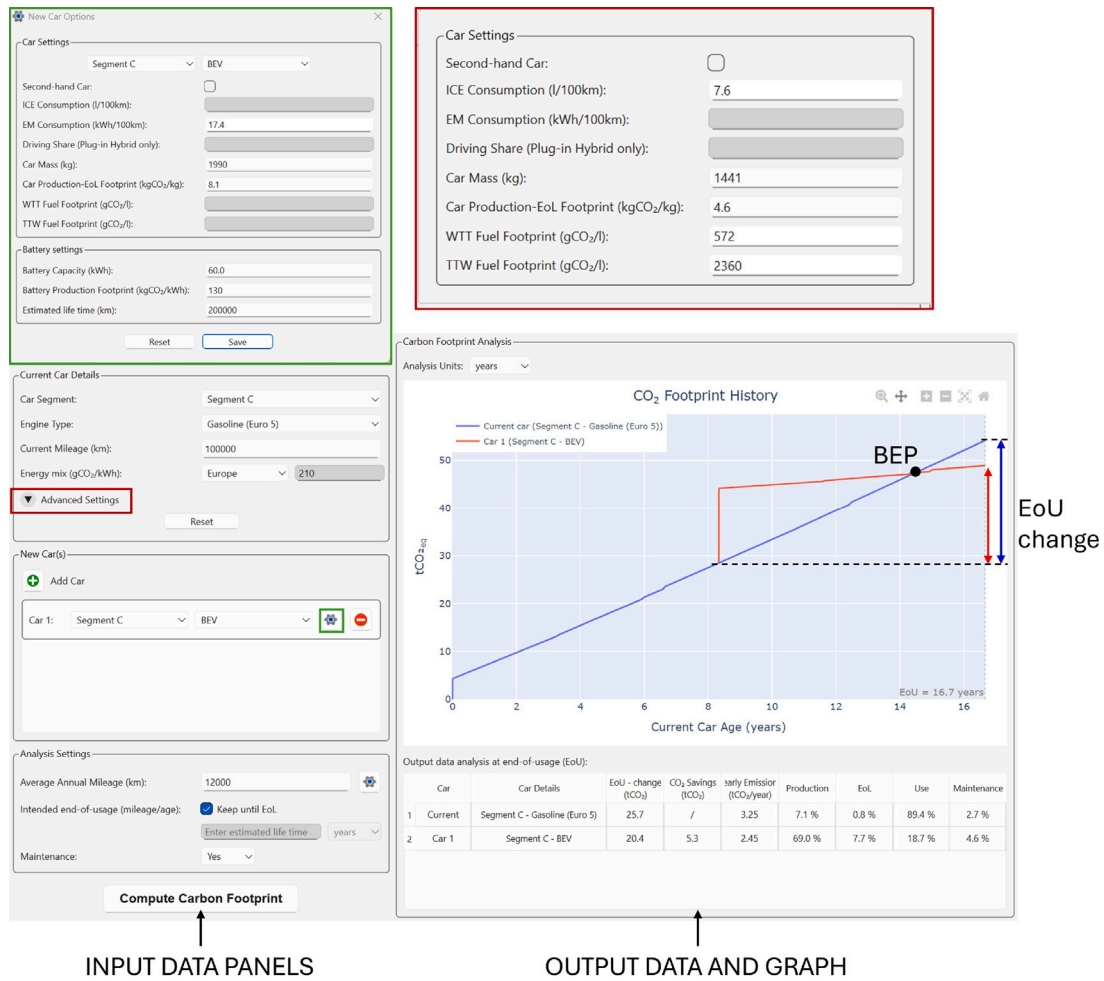 New Car Options
Car Settings
Segment C BEV
Second-hand Car:
ICE Consumption (l/100km):
EM Consumption (kWh/100km): 17.4
Driving Share (Plug-in Hybrid only):
Car Mass (kg): 1990
Car Production-EoL Footprint (kgCO₂/kg): 8.1
WTT Fuel Footprint (gCO₂/l):
TTW Fuel Footprint (gCO₂/l):
Battery settings
Battery Capacity (kWh): 60.0
Battery Production Footprint (kgCO₂/kWh): 130
Estimated life time (km): 200000
Reset Save
Car Settings
Second-hand Car:
ICE Consumption (l/100km): 7.6
EM Consumption (kWh/100km):
Driving Share (Plug-in Hybrid only):
Car Mass (kg): 1441
Car Production-EoL Footprint (kgCO₂/kg): 4.6
WTT Fuel Footprint (gCO₂/l): 572
TTW Fuel Footprint (gCO₂/l): 2360
Current Car Details
Car Segment: Segment C
Engine Type: Gasoline (Euro 5)
Current Mileage (km): 100000
Energy mix (gCO₂/kWh): Europe 210
Advanced Settings
Reset
New Car(s)
Add Car
Car 1: Segment C BEV
Analysis Settings
Average Annual Mileage (km): 12000
Intended end-of-usage (mileage/age): Keep until EoL
Enter estimated life time years
Maintenance: Yes
Compute Carbon Footprint
INPUT DATA PANELS
Carbon Footprint Analysis
Analysis Units: years
CO₂ Footprint History
Current car (Segment C - Gasoline (Euro 5))
Car 1 (Segment C - BEV)
BEP
EoU
change
50
40
30
20
10
0
tCO₂eq
EoU = 16.7 years
0 2 4 6 8 10 12 14 16
Current Car Age (years)
Output data analysis at end-of-usage (EoU):
Car Car Details EoU - change (tCO₂) CO₂ Savings (tCO₂) early Emission (tCO₂/year) Production EoL Use Maintenance
1 Current Segment C - Gasoline (Euro 5) 25.7 / 3.25 7.1 % 0.8 % 89.4 % 2.7 %
2 Car 1 Segment C - BEV 20.4 5.3 2.45 69.0 % 7.7 % 18.7 % 4.6 %
OUTPUT DATA AND GRAPH